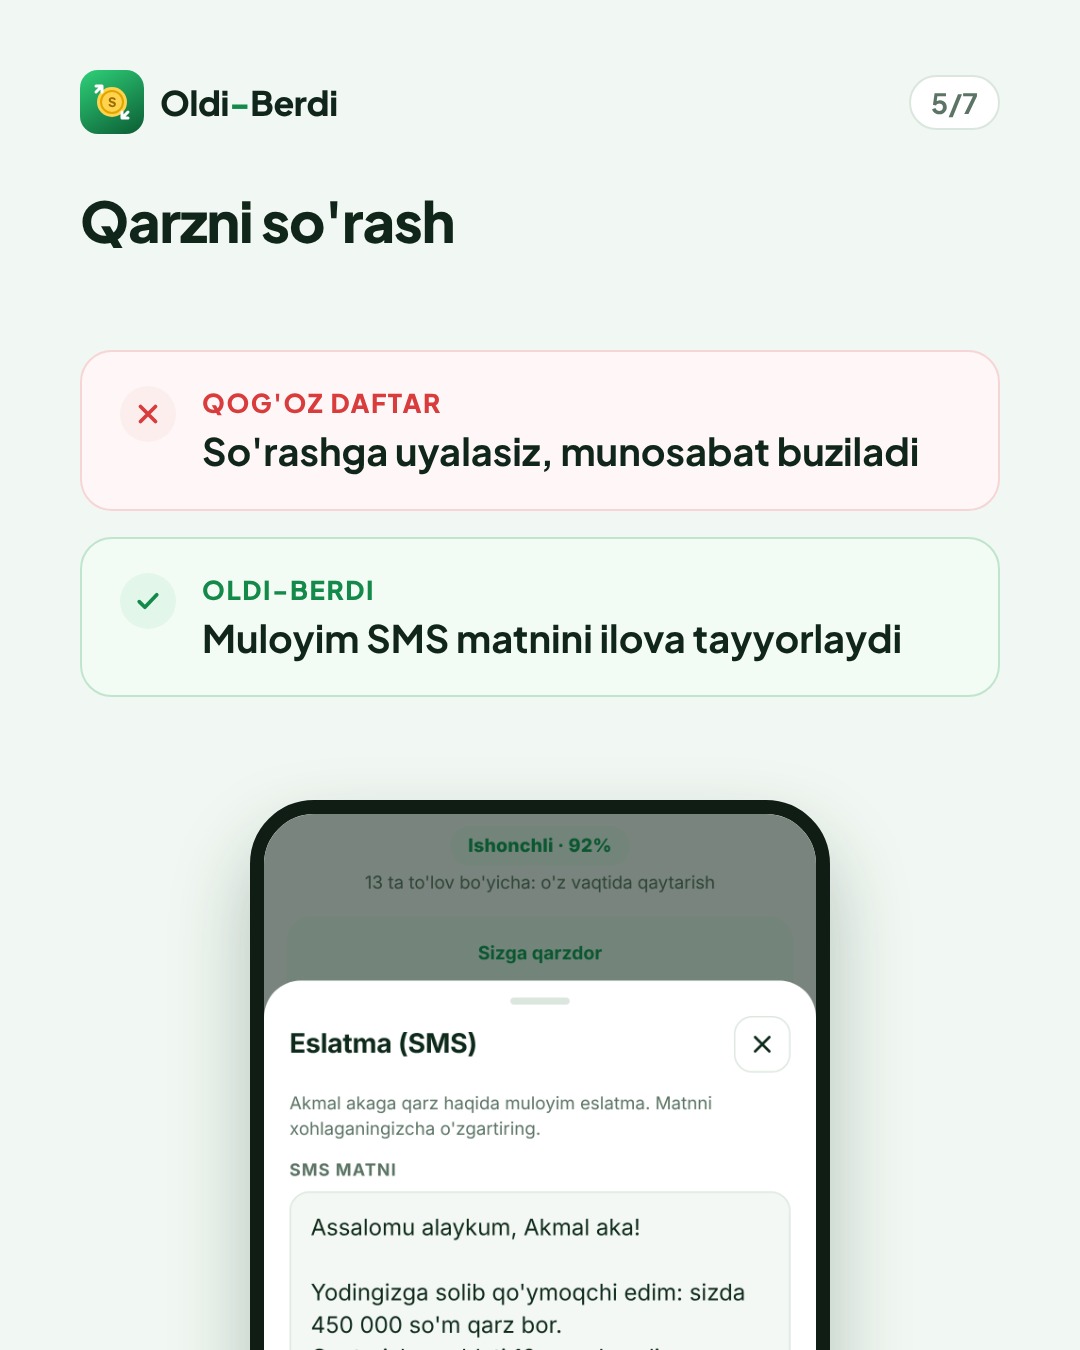 Oldi-Berdi
5/7
Qarzni so'rash
QOG'OZ DAFTAR
So'rashga uyalasiz, munosabat buziladi
OLDI-BERDI
Muloyim SMS matnini ilova tayyorlaydi
Ishonchli · 92%
13 ta to'lov bo'yicha: o'z vaqtida qaytarish
Sizga qarzdor
Eslatma (SMS)
Akmal akaga qarz haqida muloyim eslatma. Matnni
xohlaganingizcha o'zgartiring.
SMS MATNI
Assalomu alaykum, Akmal aka!
Yodingizga solib qo'ymoqchi edim: sizda
450 000 so'm qarz bor.